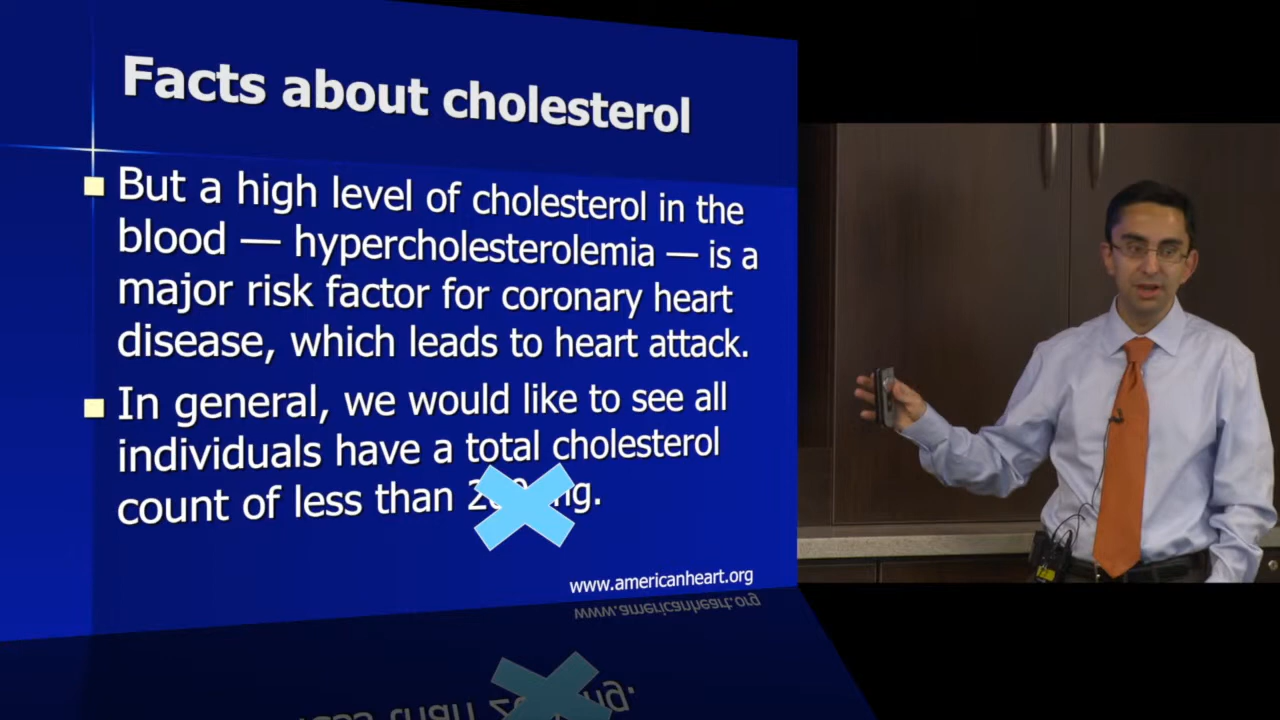 Facts about cholesterol
But a high level of cholesterol in the
blood — hypercholesterolemia — is a
major risk factor for coronary heart
disease, which leads to heart attack.
In general, we would like to see all
individuals have a total cholesterol
count of less than
www.americanheart.org